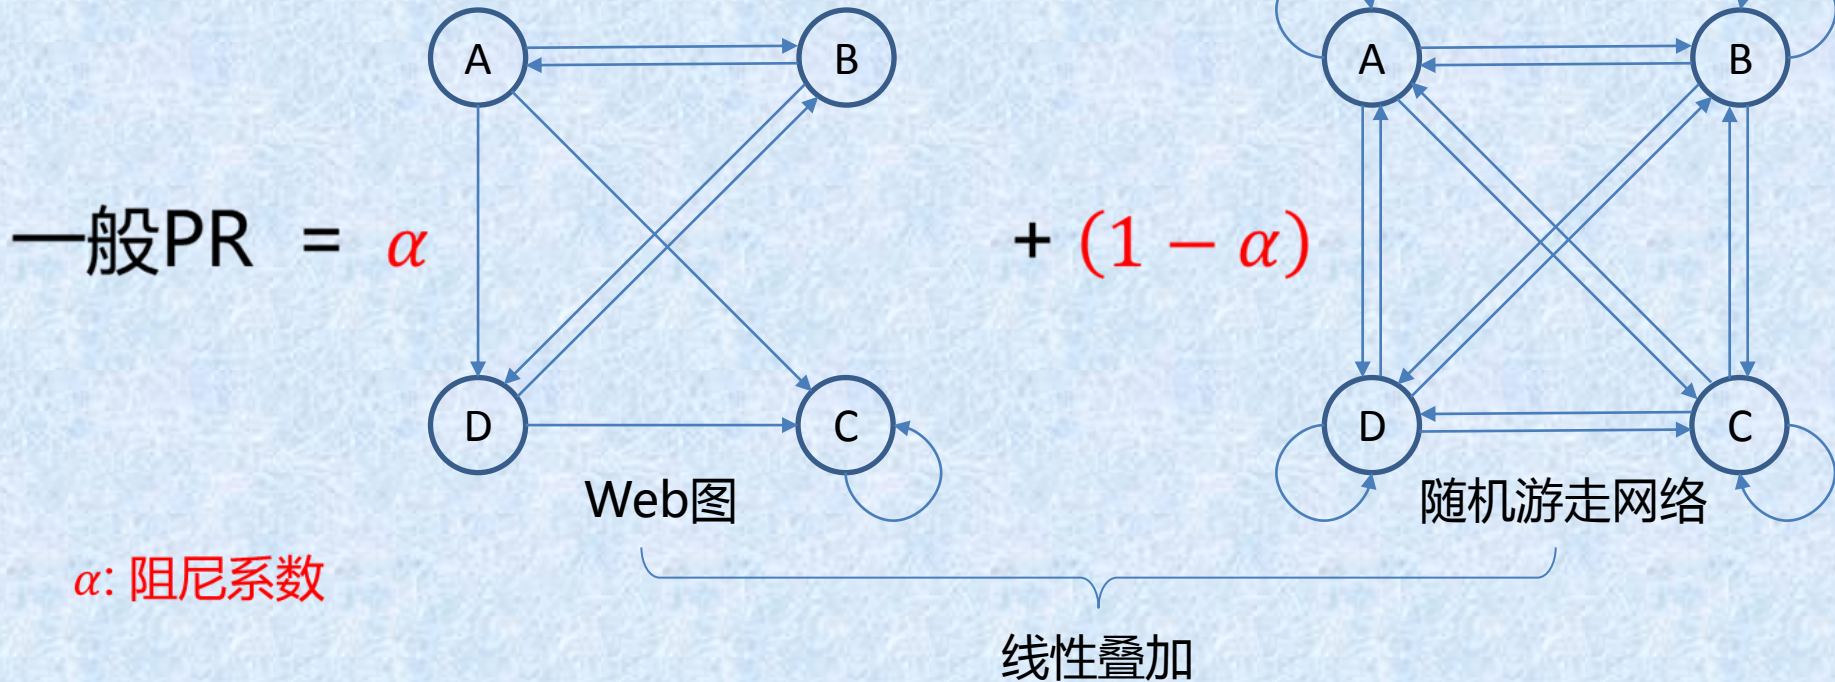 A
B
A
B
一般PR = α
+ (1 − α)
D
C
D
C
Web图
随机游走网络
α: 阻尼系数
线性叠加